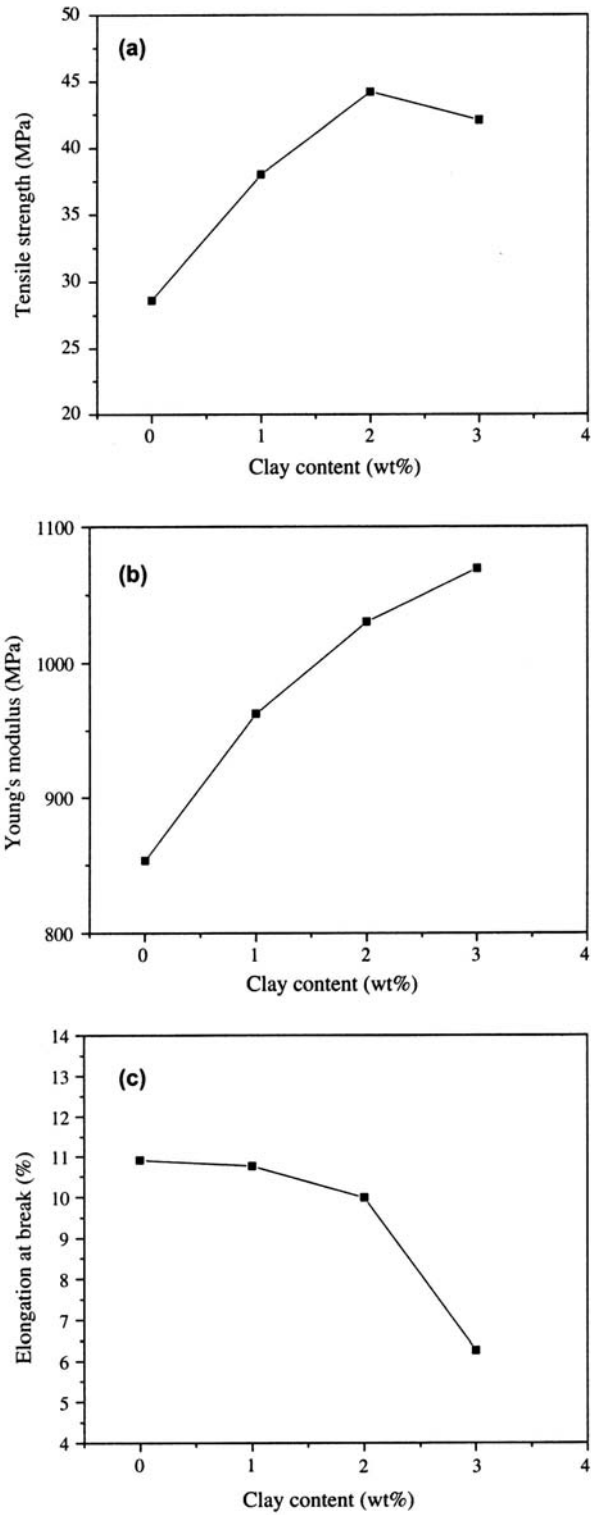 50
(a)
45
40
35
30
25
20
Tensile strength (MPa)
0 1 2 3 4
Clay content (wt%)
1100
(b)
1000
900
800
Young's modulus (MPa)
0 1 2 3 4
Clay content (wt%)
14
13
(c)
12
11
10
9
8
7
6
5
4
Elongation at break (%)
0 1 2 3 4
Clay content (wt%)